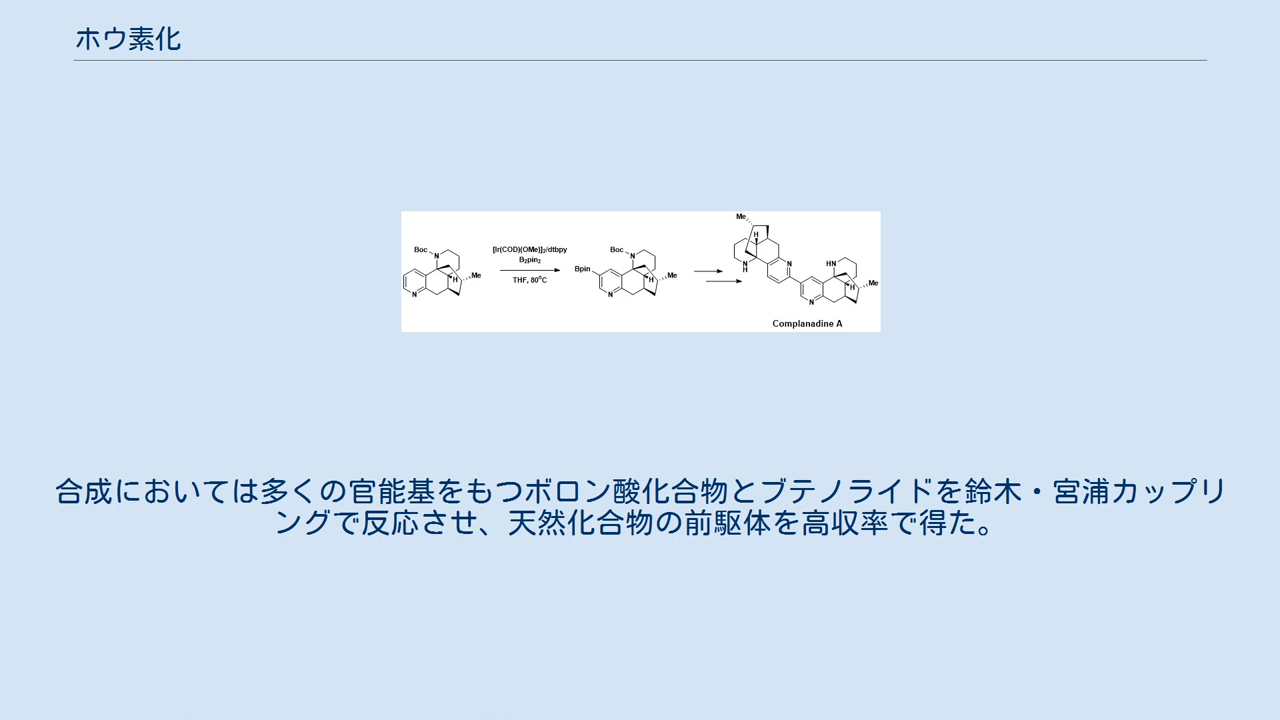 ホウ素化
Me
H
NH
N
Boc
N
H
Me
N
[Ir(COD)(OMe)]₂/dtbpy
B₂pin₂
THF, 80°C
Boc
N
Bpin
H
Me
N
HN
H
Me
N
Complanadine A
合成においては多くの官能基をもつボロン酸化合物とブテノライドを鈴木・宮浦カップリ
ングで反応させ、天然化合物の前駆体を高収率で得た。